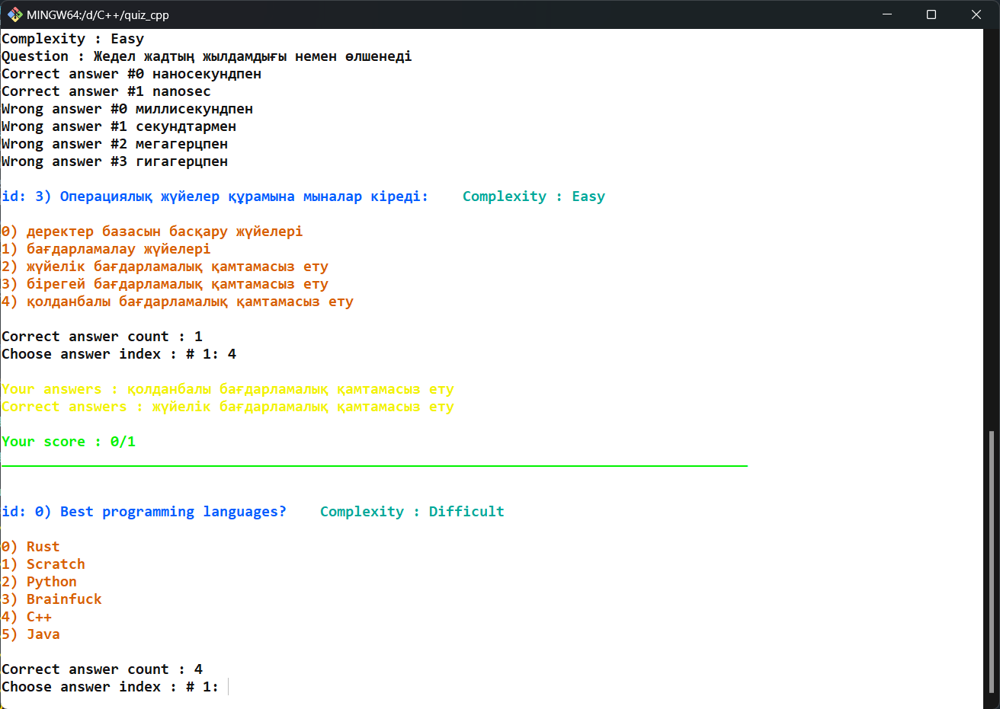 MINGW64:/d/C++/quiz_cpp
Complexity : Easy
Question : Жедел жадтың жылдамдығы немен өлшенеді
Correct answer #0 наносекундпен
Correct answer #1 nanosec
Wrong answer #0 миллисекундпен
Wrong answer #1 секундтармен
Wrong answer #2 мегагерцпен
Wrong answer #3 гигагерцпен
id: 3) Операциялық жүйелер құрамына мыналар кіреді:    Complexity : Easy
0) деректер базасын басқару жүйелері
1) бағдарламалау жүйелері
2) жүйелік бағдарламалық қамтамасыз ету
3) бірегей бағдарламалық қамтамасыз ету
4) қолданбалы бағдарламалық қамтамасыз ету
Correct answer count : 1
Choose answer index : # 1: 4
Your answers : қолданбалы бағдарламалық қамтамасыз ету
Correct answers : жүйелік бағдарламалық қамтамасыз ету
Your score : 0/1
id: 0) Best programming languages?    Complexity : Difficult
0) Rust
1) Scratch
2) Python
3) Brainfuck
4) C++
5) Java
Correct answer count : 4
Choose answer index : # 1: